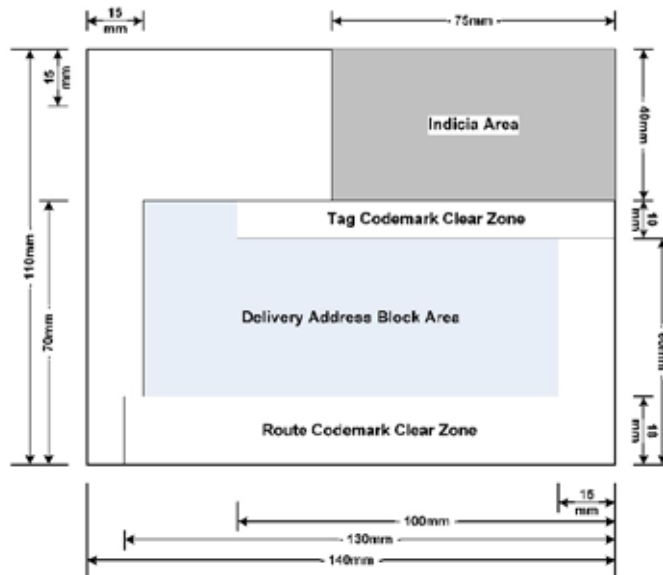 15
mm
75mm
15
mm
Indicia Area
40mm
Tag Codemark Clear Zone
10
mm
110mm
70mm
Delivery Address Block Area
Route Codemark Clear Zone
18
mm
15
mm
100mm
130mm
140mm